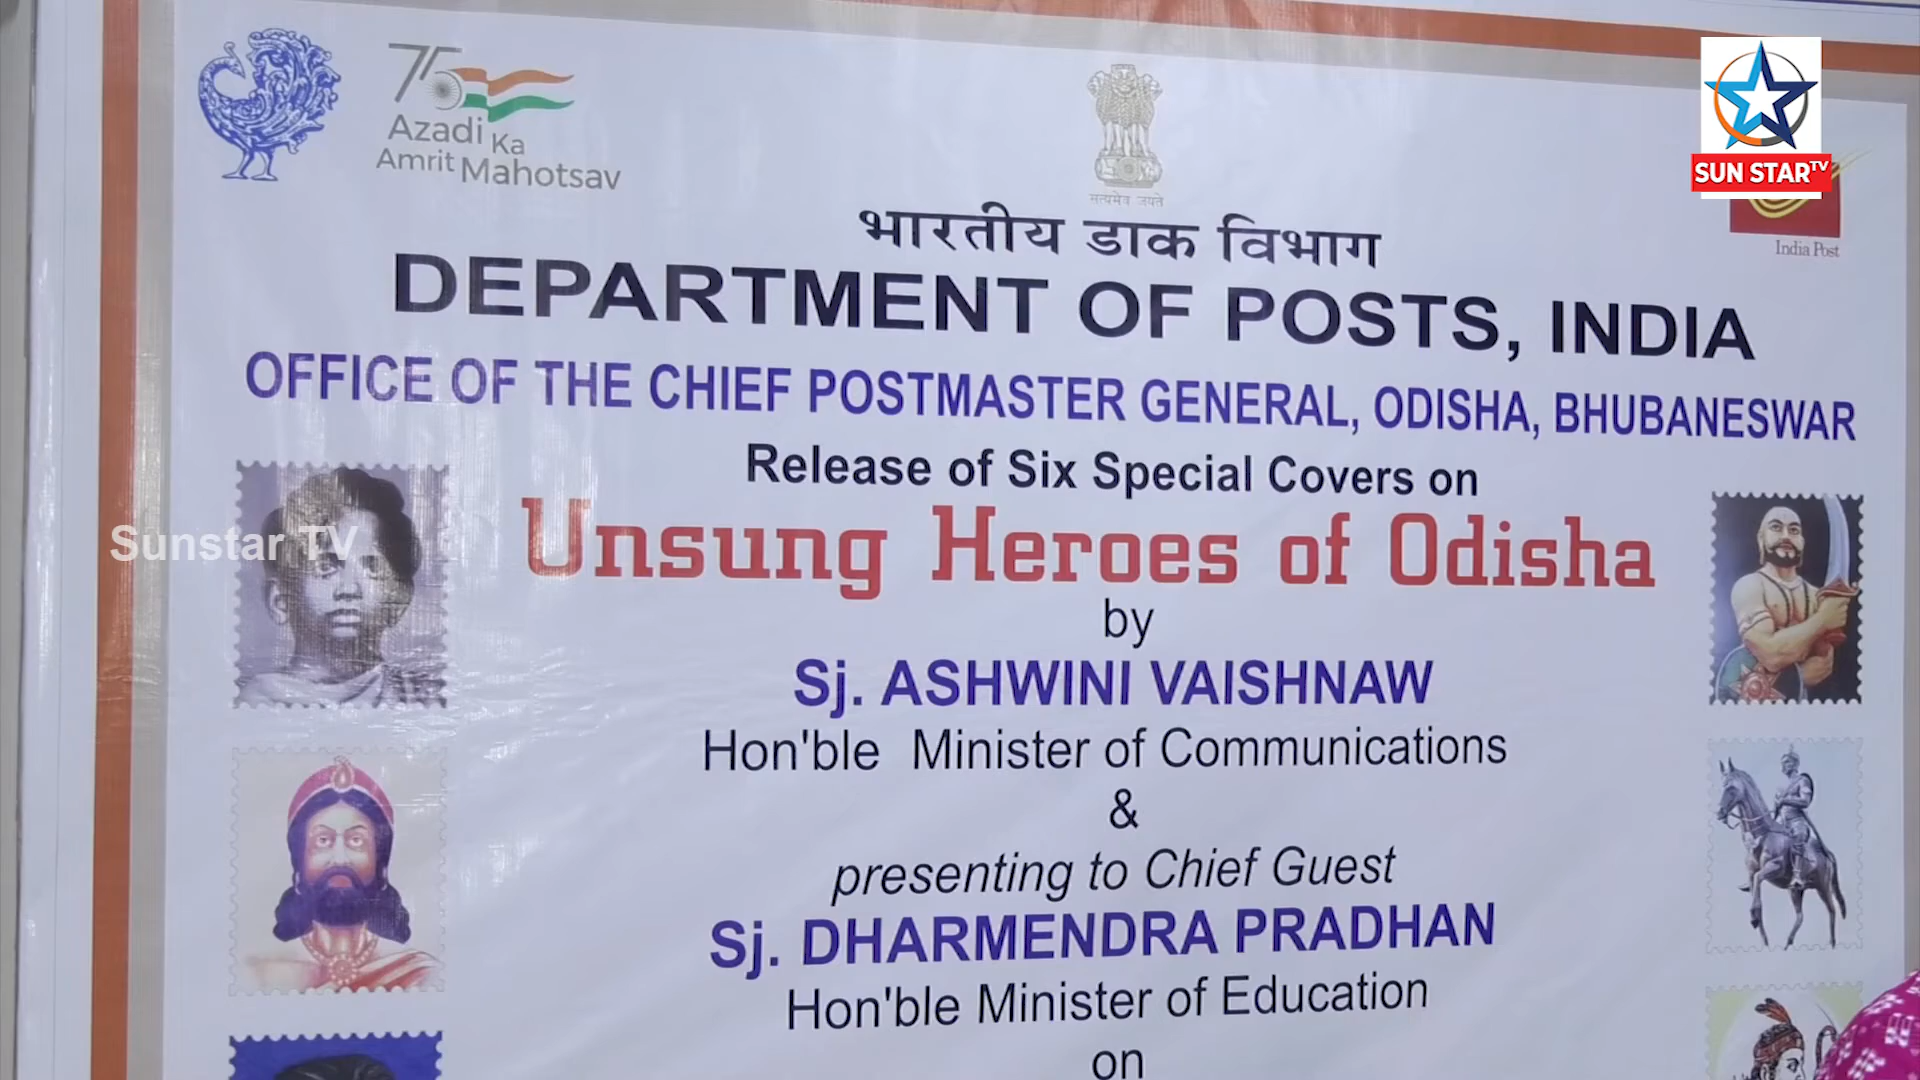 75
Azadi Ka
Amrit Mahotsav
सत्यमेव जयते
SUN STAR TV
India Post
भारतीय डाक विभाग
DEPARTMENT OF POSTS, INDIA
OFFICE OF THE CHIEF POSTMASTER GENERAL, ODISHA, BHUBANESWAR
Release of Six Special Covers on
Unsung Heroes of Odisha
Sunstar TV
by
Sj. ASHWINI VAISHNAW
Hon'ble Minister of Communications
&
presenting to Chief Guest
Sj. DHARMENDRA PRADHAN
Hon'ble Minister of Education
on